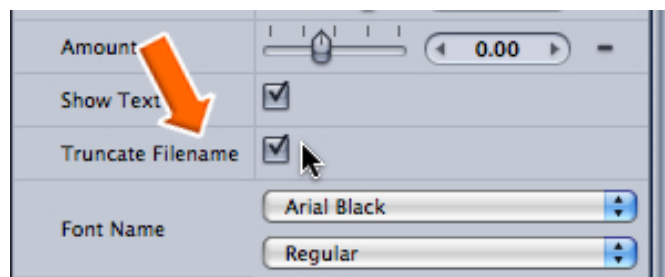 Amount 0.00
Show Text
Truncate Filename
Font Name
Arial Black
Regular